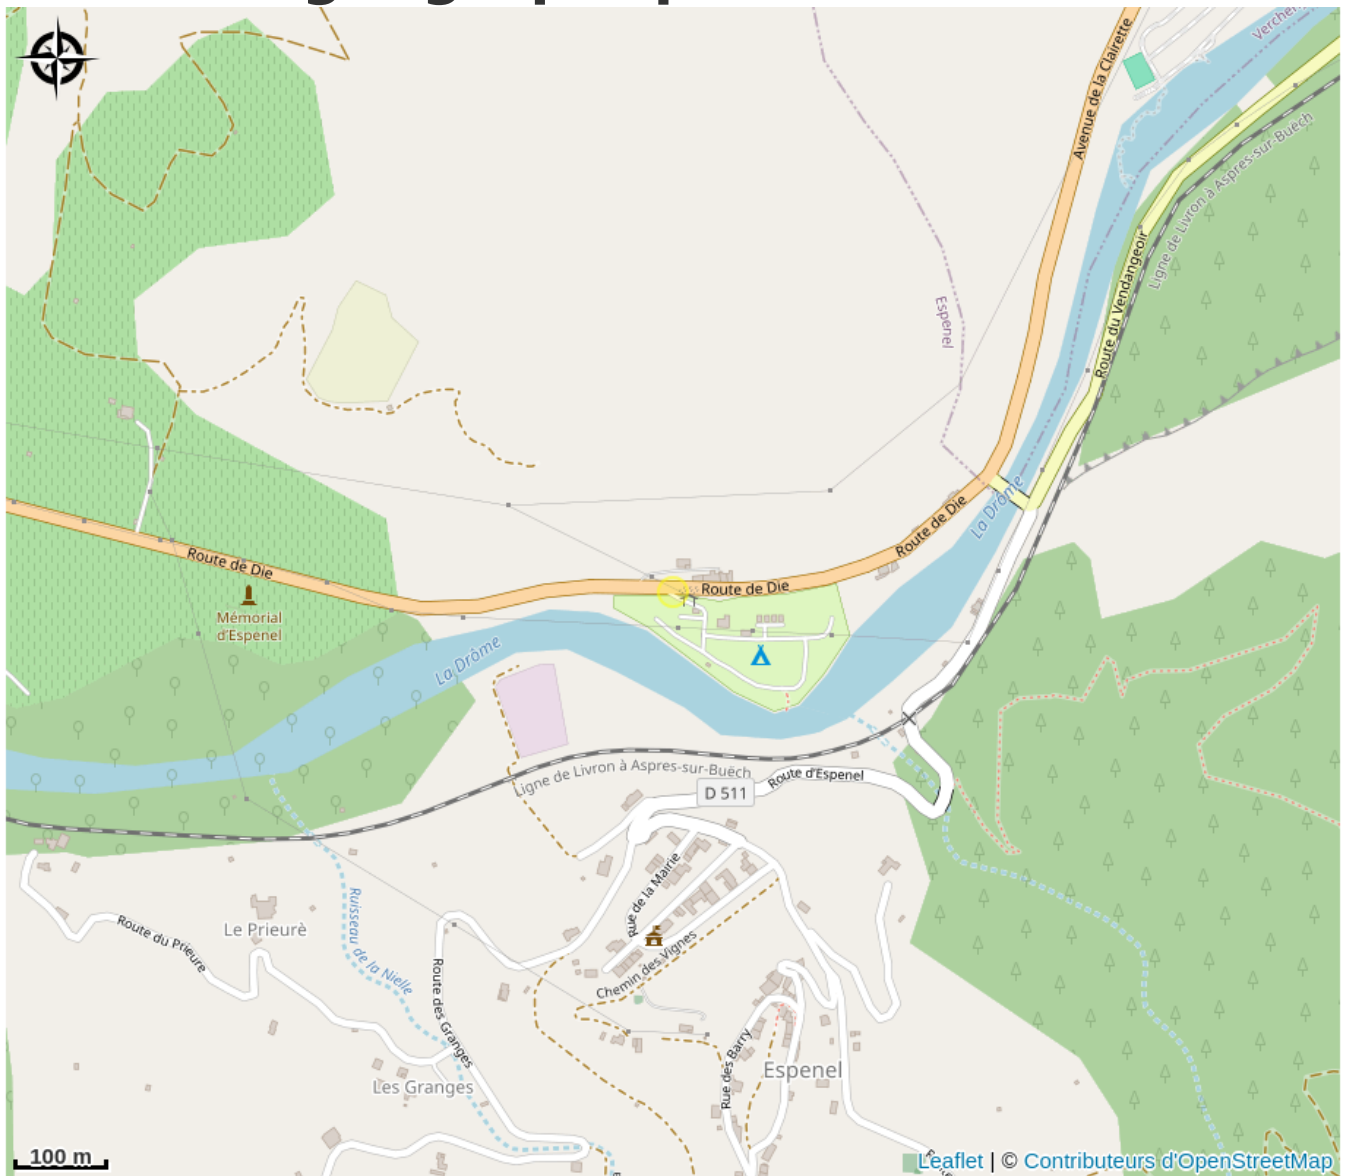 Avenue de la Clairette
Ligne de Livron à Aspres-sur-Buëch
Route du Vendangeoir
Espenel
La Drôme
Route de Die
Route de Die
Route de Die
Mémorial
d'Espenel
La Drôme
Ligne de Livron à Aspres-sur-Buëch
Route d'Espenel
D 511
Rue de la Mairie
Chemin des Vignes
Le Prieurè
Route du Prieure
Ruisseau de la Nielle
Route des Granges
Les Granges
Rue des Barry
Espenel
100 m
Leaflet | © Contributeurs d'OpenStreetMap